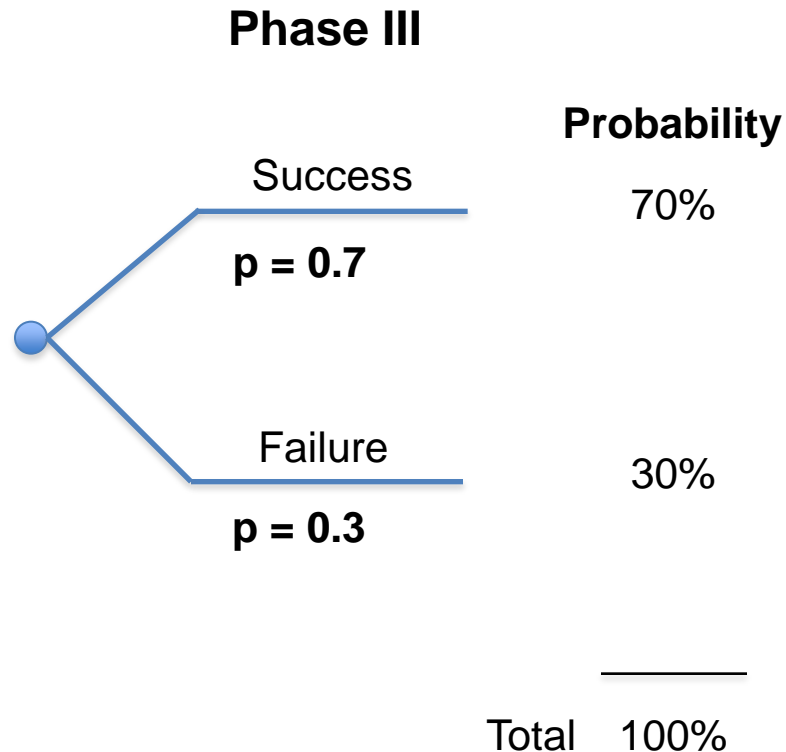 Phase III
Probability
Success
70%
p = 0.7
Failure
30%
p = 0.3
Total 100%